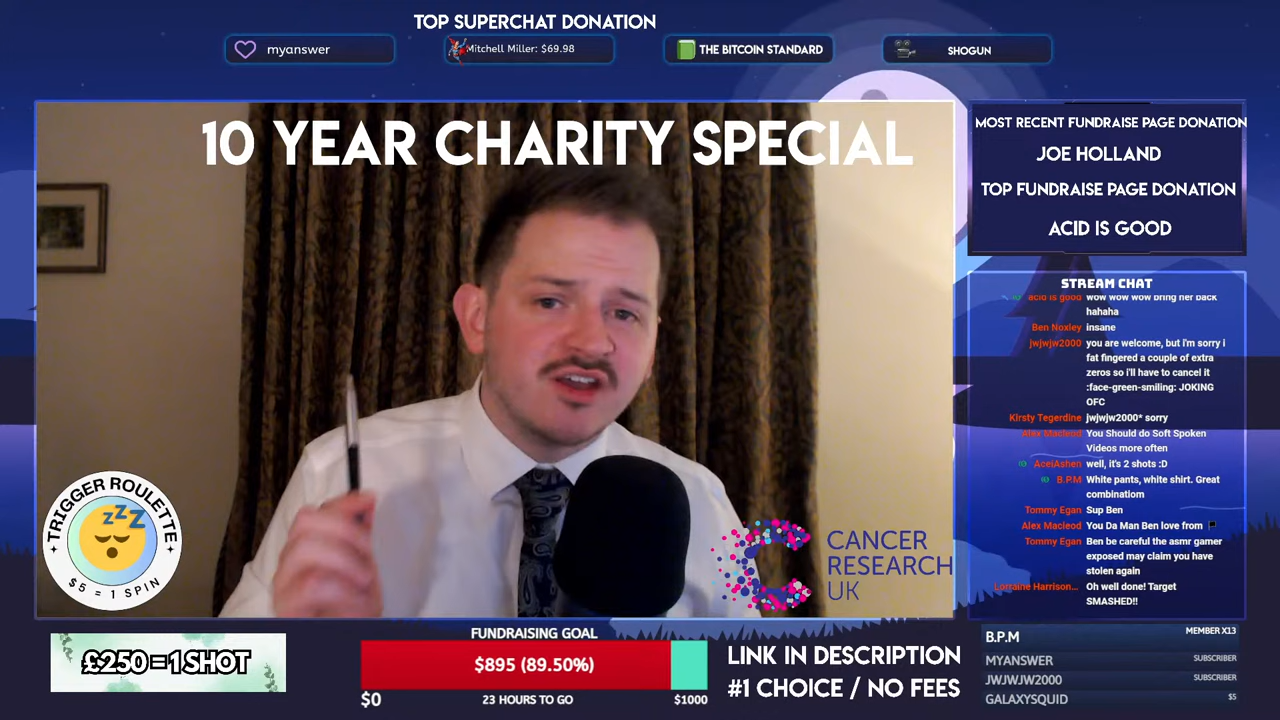 TOP SUPERCHAT DONATION
myanswer
Mitchell Miller: $69.98
THE BITCOIN STANDARD
SHOGUN
10 YEAR CHARITY SPECIAL
MOST RECENT FUNDRAISE PAGE DONATION
JOE HOLLAND
TOP FUNDRAISE PAGE DONATION
ACID IS GOOD
STREAM CHAT
acid is good wow wow wow bring her back
hahaha
Ben Noxley insane
jwjwjw2000 you are welcome, but i'm sorry i
fat fingered a couple of extra
zeros so i'll have to cancel it
:face-green-smiling: JOKING
OFC
Kirsty Tegerdine jwjwjw2000* sorry
Alex Macleod You Should do Soft Spoken
Videos more often
AceiAshen well, it's 2 shots :D
B.P.M White pants, white shirt. Great
combinatiom
Tommy Egan Sup Ben
Alex Macleod You Da Man Ben love from
Tommy Egan Ben be careful the asmr gamer
exposed may claim you have
stolen again
Lorraine Harrison... Oh well done! Target
SMASHED!!
TRIGGER ROULETTE
zzz
$5 = 1 SPIN
CANCER
RESEARCH
UK
£250 = 1 SHOT
FUNDRAISING GOAL
$895 (89.50%)
$0
23 HOURS TO GO
$1000
LINK IN DESCRIPTION
#1 CHOICE / NO FEES
B.P.M MEMBER X13
MYANSWER SUBSCRIBER
JWJWJW2000 SUBSCRIBER
GALAXYSQUID $5